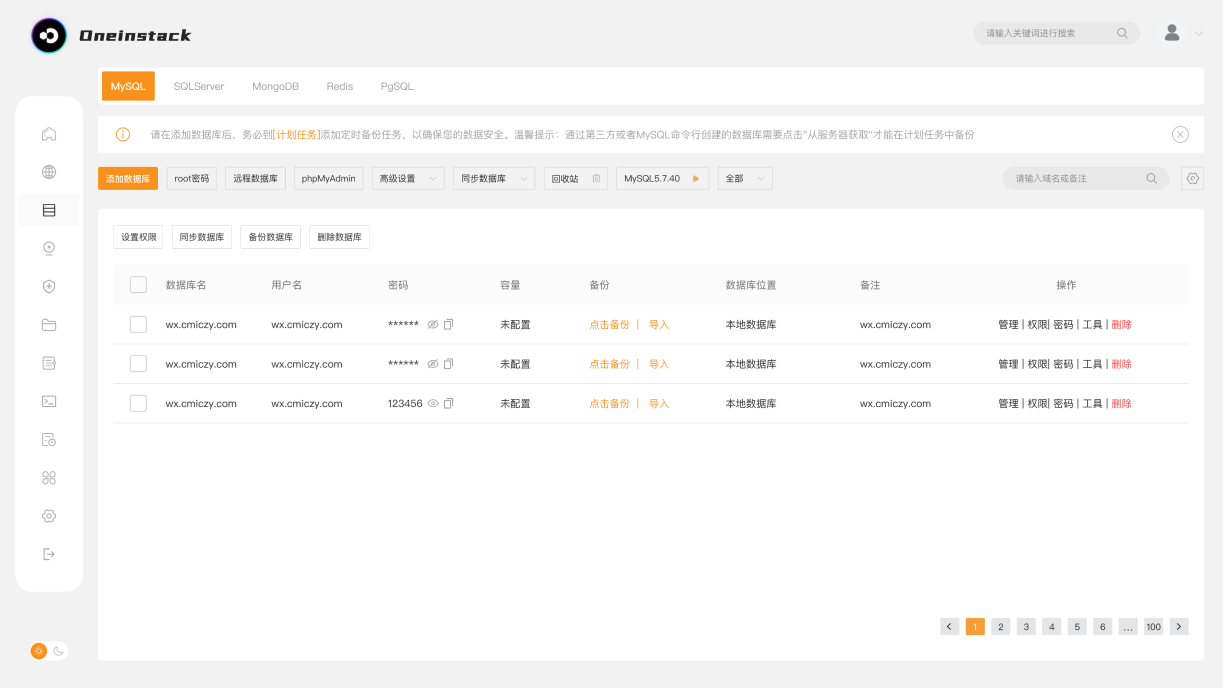 Oneinstack
请输入关键词进行搜索
MySQL SQLServer MongoDB Redis PgSQL
请在添加数据库后，务必到[计划任务]添加定时备份任务，以确保您的数据安全。温馨提示：通过第三方或者MySQL命令行创建的数据库需要点击"从服务器获取"才能在计划任务中备份
添加数据库 root密码 远程数据库 phpMyAdmin 高级设置 同步数据库 回收站 MySQL5.7.40 全部 请输入域名或备注
设置权限 同步数据库 备份数据库 删除数据库
数据库名 用户名 密码 容量 备份 数据库位置 备注 操作
wx.cmiczy.com wx.cmiczy.com ****** 未配置 点击备份 | 导入 本地数据库 wx.cmiczy.com 管理 | 权限| 密码 | 工具 | 删除
wx.cmiczy.com wx.cmiczy.com ****** 未配置 点击备份 | 导入 本地数据库 wx.cmiczy.com 管理 | 权限| 密码 | 工具 | 删除
wx.cmiczy.com wx.cmiczy.com 123456 未配置 点击备份 | 导入 本地数据库 wx.cmiczy.com 管理 | 权限| 密码 | 工具 | 删除
< 1 2 3 4 5 6 ... 100 >